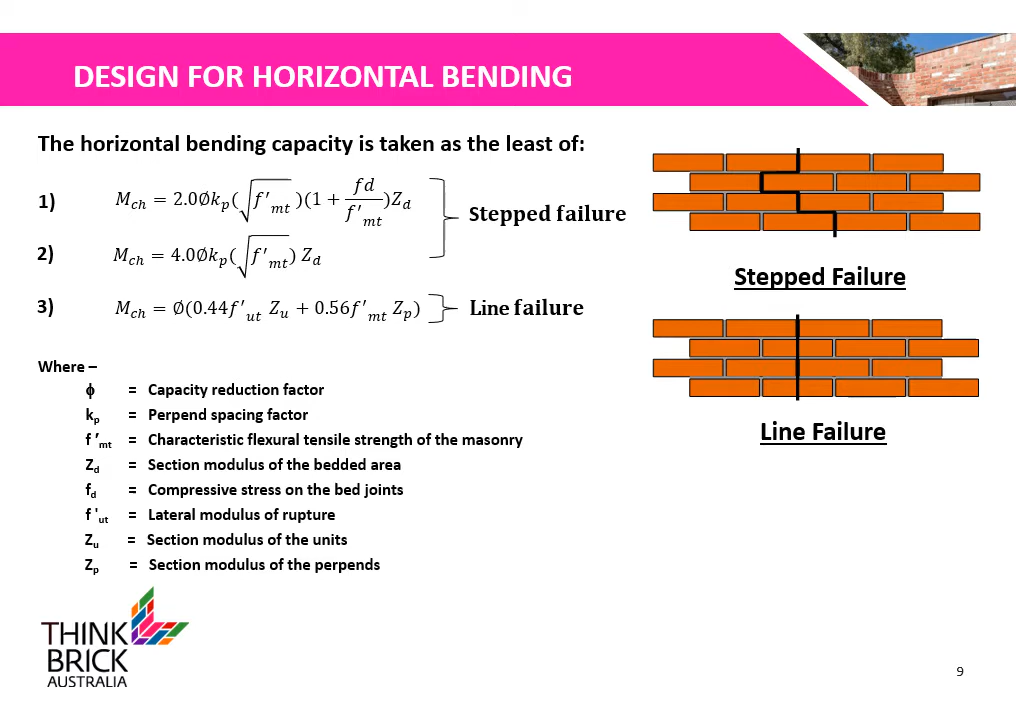 DESIGN FOR HORIZONTAL BENDING
The horizontal bending capacity is taken as the least of:
1) M_ch = 2.00∅k_p(√f′_mt )(1 + fd/f′_mt)Z_d
Stepped failure
2) M_ch = 4.00∅k_p(√f′_mt) Z_d
3) M_ch = ∅(0.44f′_ut Z_u + 0.56f′_mt Z_p)
Line failure
Stepped Failure
Line Failure
Where –
ϕ = Capacity reduction factor
k_p = Perpend spacing factor
f ′_mt = Characteristic flexural tensile strength of the masonry
Z_d = Section modulus of the bedded area
f_d = Compressive stress on the bed joints
f '_ut = Lateral modulus of rupture
Z_u = Section modulus of the units
Z_p = Section modulus of the perpends
THINK
BRICK
AUSTRALIA
9